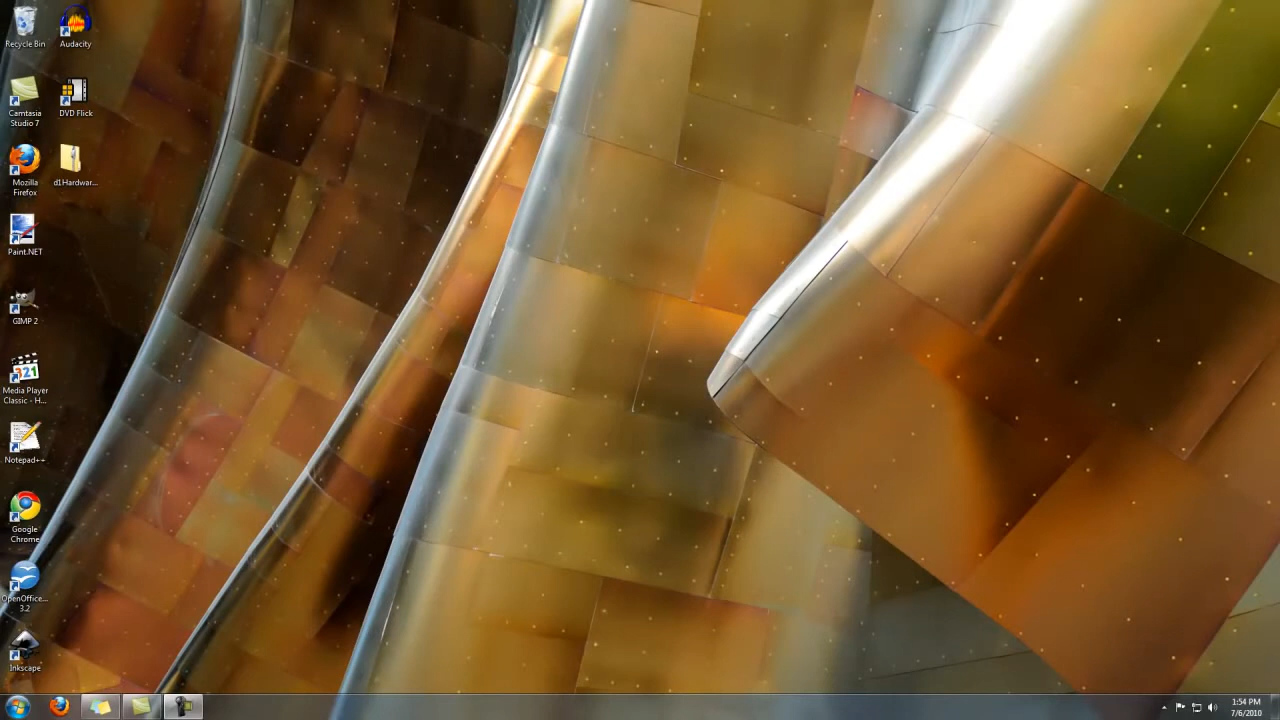 Recycle Bin
Audacity
Camtasia
Studio 7
DVD Flick
Mozilla
Firefox
d1Hardwar...
Paint.NET
GIMP 2
Media Player
Classic - H...
321
Notepad++
Google
Chrome
OpenOffice...
3.2
Inkscape
1:54 PM
7/6/2010